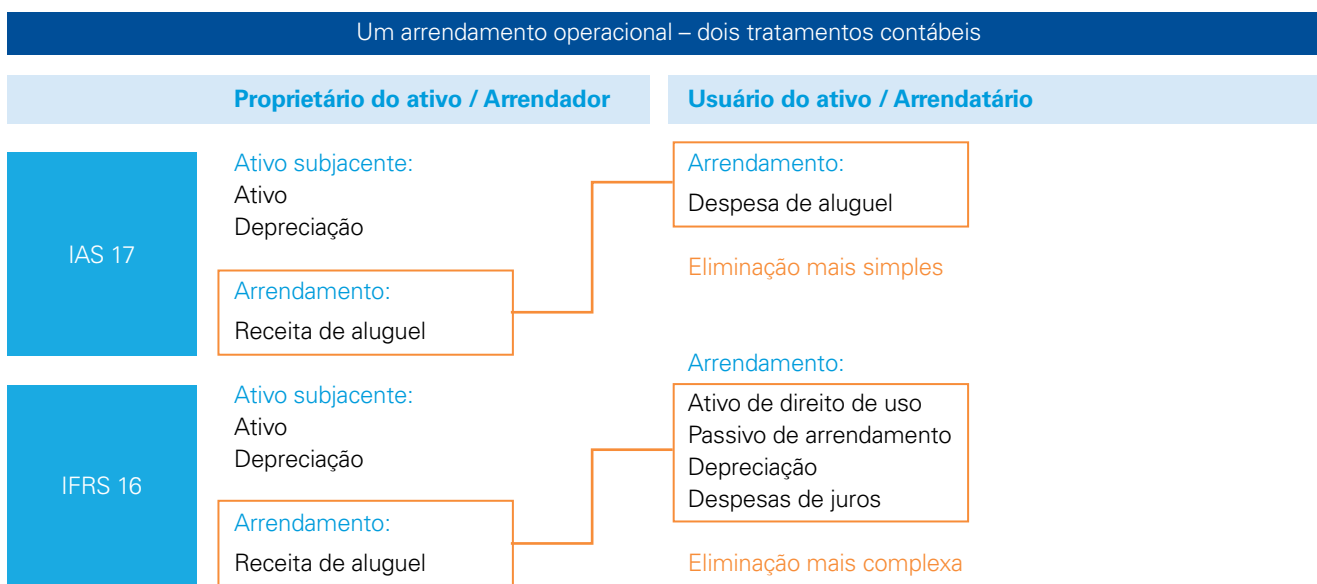 Um arrendamento operacional – dois tratamentos contábeis
Proprietário do ativo / Arrendador
Usuário do ativo / Arrendatário
IAS 17
Ativo subjacente:
Ativo
Depreciação
Arrendamento:
Receita de aluguel
Arrendamento:
Despesa de aluguel
Eliminação mais simples
IFRS 16
Ativo subjacente:
Ativo
Depreciação
Arrendamento:
Receita de aluguel
Arrendamento:
Ativo de direito de uso
Passivo de arrendamento
Depreciação
Despesas de juros
Eliminação mais complexa